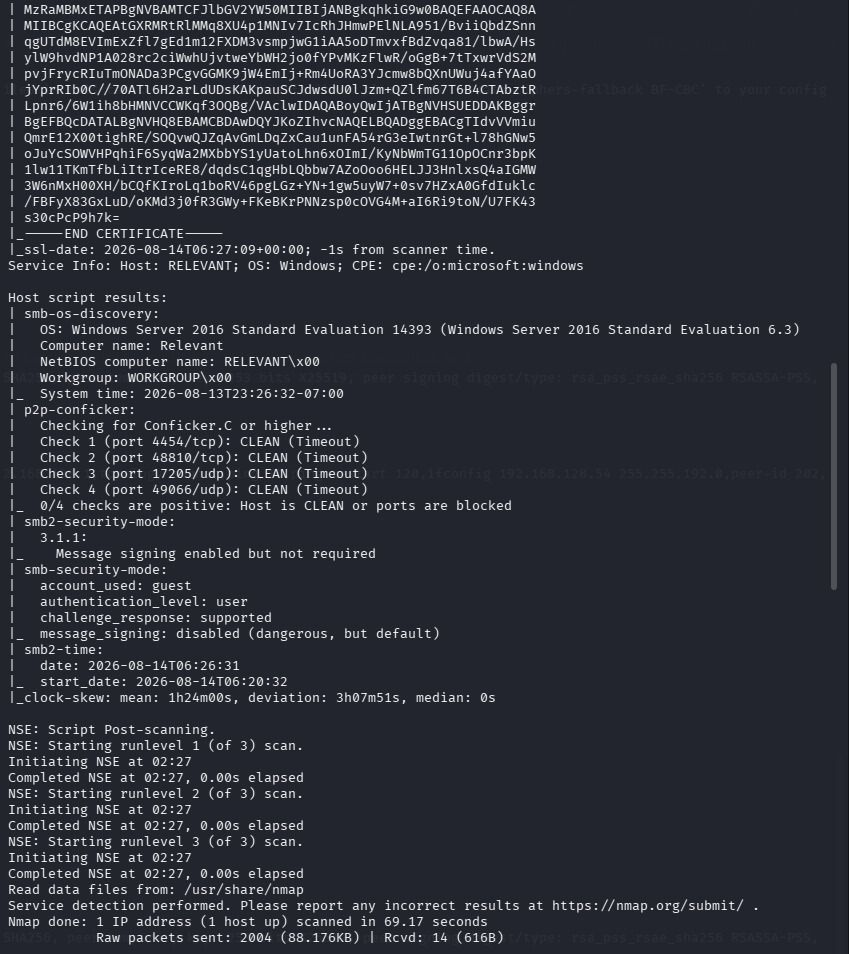 | MzRaMBMxETAPBgNVBAMTCFJlbGV2YW50MIIBIjANBgkqhkiG9w0BAQEFAAOCAQ8A
| MIIBCgKCAQEAtGXRMRtRlMMq8XU4p1MNIv7IcRhJHmwPElNLA951/BviiQbdZSnn
| qgUTdM8EVImExZfl7gEd1m12FXDM3vsmpjwG1iAA5oDTmvxfBdZvqa81/lbwA/Hs
| ylW9hvdNP1A028rc2ciWwhUjvtweYbWH2jo0fYPvMKzFlwR/oGgB+7tTxwrVdS2M
| pvjFrycRIuTmONADa3PCgvGGMK9jW4EmIj+Rm4UoRA3YJcmw8bQXnUWuj4afYAaO
| jYprRIb0C//70ATl6H2arLdUDsKAKpauSCJdwsdU0lJzm+QZlfm67T6B4CTAbztR
| Lpnr6/6W1ih8bHMNVCCWKqf3OQBg/VAclwIDAQABoyQwIjATBgNVHSUEDDAKBggr
| BgEFBQcDATALBgNVHQ8EBAMCBDAwDQYJKoZIhvcNAQELBQADggEBACgTIdvVVmiu
| QmrE12X00tighRE/SOQvwQJZqAvGmLDqZxCau1unFA54rG3eIwtnrGt+l78hGNw5
| oJuYcSOWVHPqhiF6SyqWa2MXbbYS1yUatoLhn6xOImI/KyNbWmTG11OpOCnr3bpK
| 1lw11TKmTfbLiItrIceRE8/dqdsC1qgHbLQbbw7AZoOoo6HELJJ3HnlxsQ4aIGMW
| 3W6nMxH00XH/bCQfKIroLq1boRV46pgLGz+YN+1gw5uyW7+0sv7HZxA0GfdIuklc
| /FBFyX83GxLuD/oKMd3j0fR3GWy+FKeBKrPNNzsp0cOVG4M+aI6Ri9toN/U7FK43
| s30cPcP9h7k=
|_-----END CERTIFICATE-----
|_ssl-date: 2026-08-14T06:27:09+00:00; -1s from scanner time.
Service Info: Host: RELEVANT; OS: Windows; CPE: cpe:/o:microsoft:windows

Host script results:
| smb-os-discovery:
|   OS: Windows Server 2016 Standard Evaluation 14393 (Windows Server 2016 Standard Evaluation 6.3)
|   Computer name: Relevant
|   NetBIOS computer name: RELEVANT\x00
|   Workgroup: WORKGROUP\x00
|_  System time: 2026-08-13T23:26:32-07:00
| p2p-conficker:
|   Checking for Conficker.C or higher...
|   Check 1 (port 4454/tcp): CLEAN (Timeout)
|   Check 2 (port 48810/tcp): CLEAN (Timeout)
|   Check 3 (port 17205/udp): CLEAN (Timeout)
|   Check 4 (port 49066/udp): CLEAN (Timeout)
|_  0/4 checks are positive: Host is CLEAN or ports are blocked
| smb2-security-mode:
|   3.1.1:
|_    Message signing enabled but not required
| smb-security-mode:
|   account_used: guest
|   authentication_level: user
|   challenge_response: supported
|_  message_signing: disabled (dangerous, but default)
| smb2-time:
|   date: 2026-08-14T06:26:31
|_  start_date: 2026-08-14T06:20:32
|_clock-skew: mean: 1h24m00s, deviation: 3h07m51s, median: 0s

NSE: Script Post-scanning.
NSE: Starting runlevel 1 (of 3) scan.
Initiating NSE at 02:27
Completed NSE at 02:27, 0.00s elapsed
NSE: Starting runlevel 2 (of 3) scan.
Initiating NSE at 02:27
Completed NSE at 02:27, 0.00s elapsed
NSE: Starting runlevel 3 (of 3) scan.
Initiating NSE at 02:27
Completed NSE at 02:27, 0.00s elapsed
Read data files from: /usr/share/nmap
Service detection performed. Please report any incorrect results at https://nmap.org/submit/ .
Nmap done: 1 IP address (1 host up) scanned in 69.17 seconds
           Raw packets sent: 2004 (88.176KB) | Rcvd: 14 (616B)